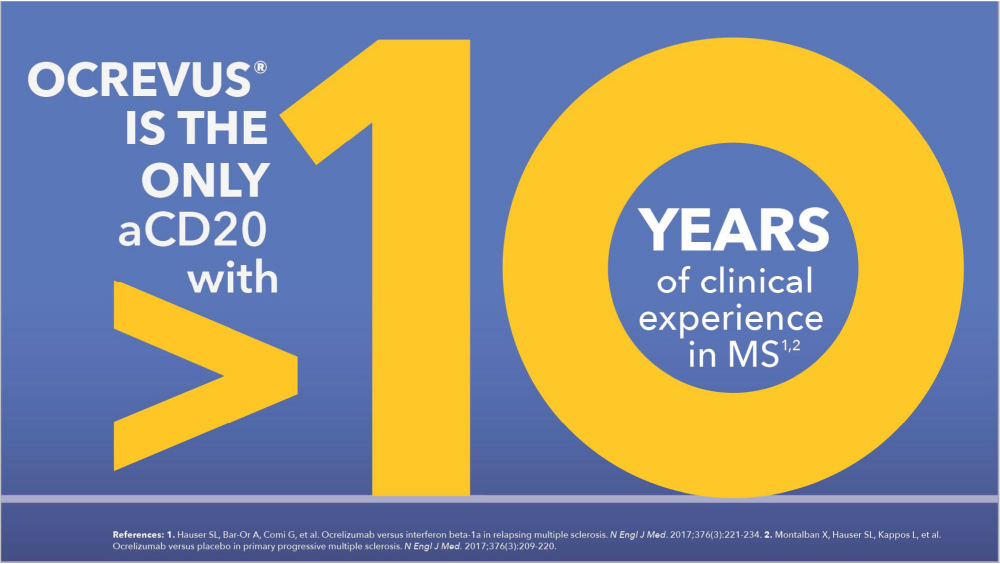 OCREVUS®
IS THE
ONLY
aCD20
with
>10
YEARS
of clinical
experience
in MS1,2
References: 1. Hauser SL, Bar-Or A, Comi G, et al. Ocrelizumab versus interferon beta-1a in relapsing multiple sclerosis. N Engl J Med. 2017;376(3):221-234. 2. Montalban X, Hauser SL, Kappos L, et al.
Ocrelizumab versus placebo in primary progressive multiple sclerosis. N Engl J Med. 2017;376(3):209-220.